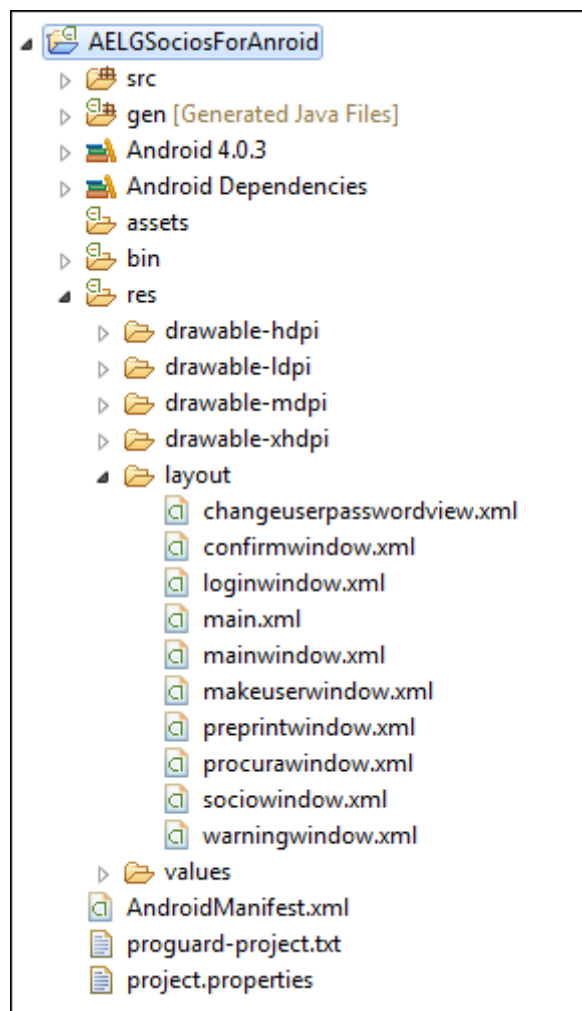 AELGSociosForAnroid
src
gen [Generated Java Files]
Android 4.0.3
Android Dependencies
assets
bin
res
drawable-hdpi
drawable-ldpi
drawable-mdpi
drawable-xhdpi
layout
changeuserpasswordview.xml
confirmwindow.xml
loginwindow.xml
main.xml
mainwindow.xml
makeuserwindow.xml
preprintwindow.xml
procurawindow.xml
sociowindow.xml
warningwindow.xml
values
AndroidManifest.xml
proguard-project.txt
project.properties